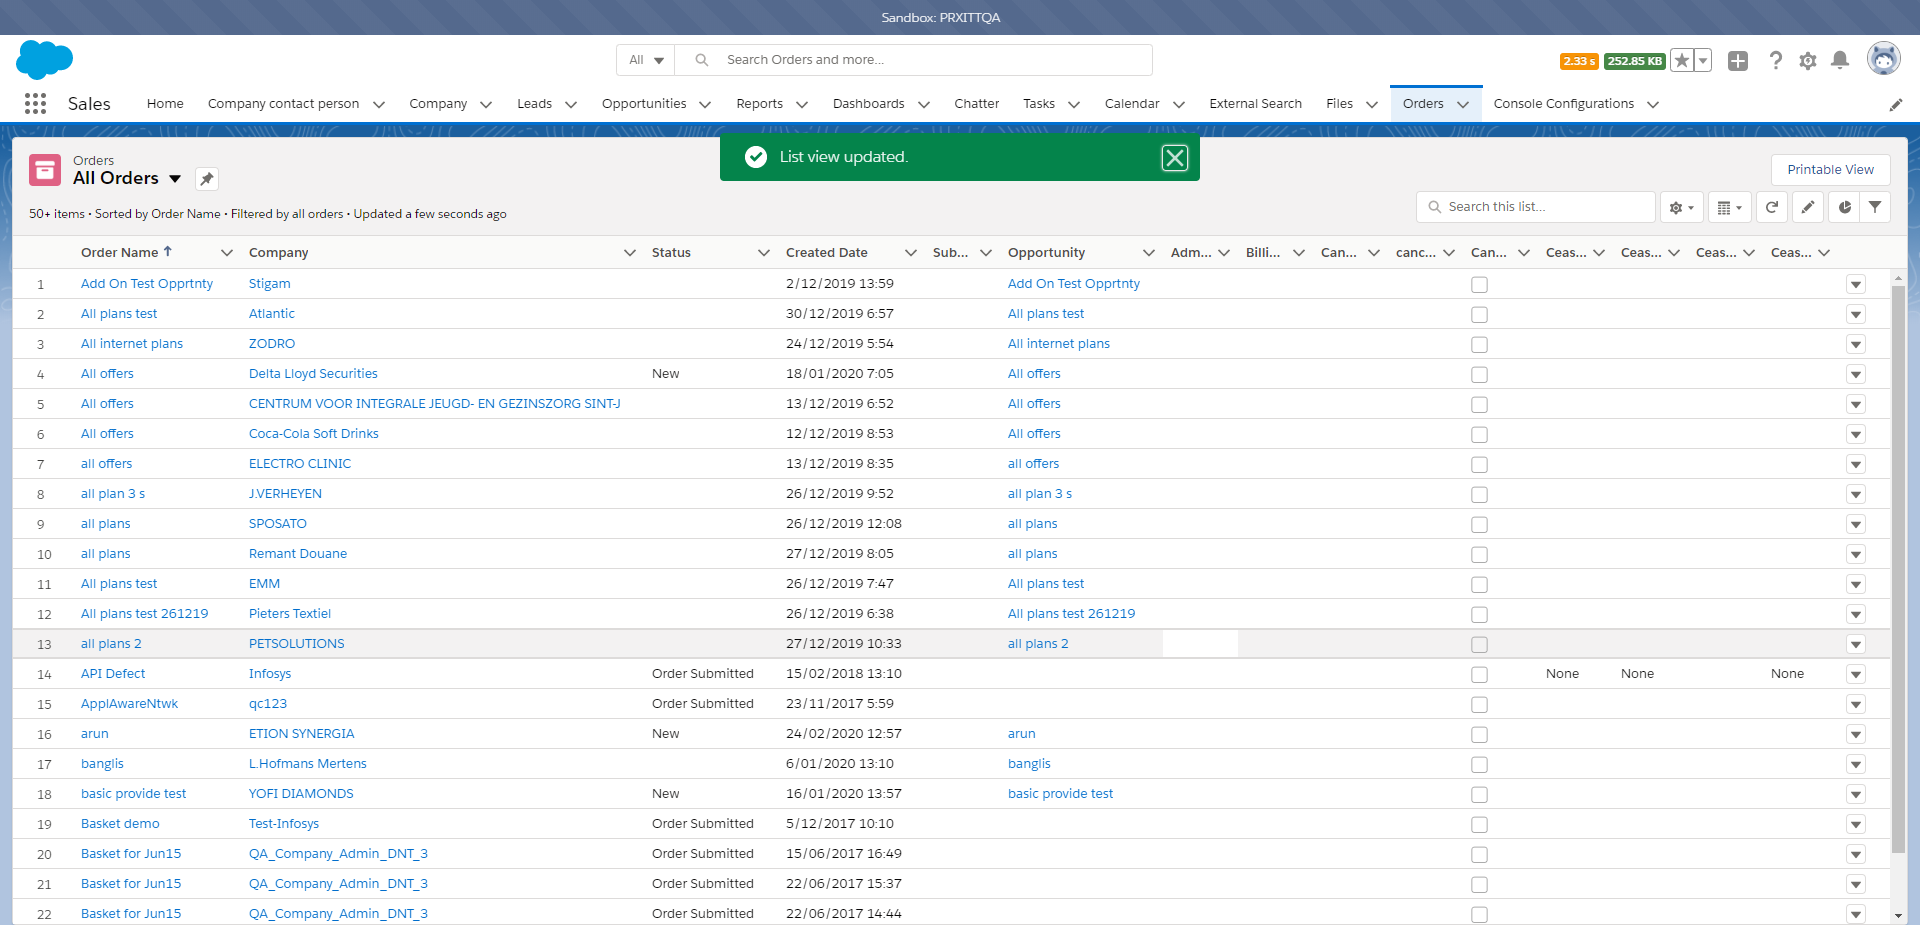 Sandbox: PRXITTQA
All Search Orders and more... 2.33 s 252.85 KB
Sales Home Company contact person Company Leads Opportunities Reports Dashboards Chatter Tasks Calendar External Search Files Orders Console Configurations
List view updated.
Orders
All Orders
Printable View
50+ items • Sorted by Order Name • Filtered by all orders • Updated a few seconds ago
Search this list...
Order Name Company Status Created Date Sub... Opportunity Adm... Billi... Can... canc... Can... Ceas... Ceas... Ceas... Ceas...
1 Add On Test Opprtnty Stigam 2/12/2019 13:59 Add On Test Opprtnty
2 All plans test Atlantic 30/12/2019 6:57 All plans test
3 All internet plans ZODRO 24/12/2019 5:54 All internet plans
4 All offers Delta Lloyd Securities New 18/01/2020 7:05 All offers
5 All offers CENTRUM VOOR INTEGRALE JEUGD- EN GEZINSZORG SINT-J 13/12/2019 6:52 All offers
6 All offers Coca-Cola Soft Drinks 12/12/2019 8:53 All offers
7 all offers ELECTRO CLINIC 13/12/2019 8:35 all offers
8 all plan 3 s J.VERHEYEN 26/12/2019 9:52 all plan 3 s
9 all plans SPOSATO 26/12/2019 12:08 all plans
10 all plans Remant Douane 27/12/2019 8:05 all plans
11 All plans test EMM 26/12/2019 7:47 All plans test
12 All plans test 261219 Pieters Textiel 26/12/2019 6:38 All plans test 261219
13 all plans 2 PETSOLUTIONS 27/12/2019 10:33 all plans 2
14 API Defect Infosys Order Submitted 15/02/2018 13:10 None None None
15 ApplAwareNtwk qc123 Order Submitted 23/11/2017 5:59
16 arun ETION SYNERGIA New 24/02/2020 12:57 arun
17 banglis L.Hofmans Mertens 6/01/2020 13:10 banglis
18 basic provide test YOFI DIAMONDS New 16/01/2020 13:57 basic provide test
19 Basket demo Test-Infosys Order Submitted 5/12/2017 10:10
20 Basket for Jun15 QA_Company_Admin_DNT_3 Order Submitted 15/06/2017 16:49
21 Basket for Jun15 QA_Company_Admin_DNT_3 Order Submitted 22/06/2017 15:37
22 Basket for Jun15 QA_Company_Admin_DNT_3 Order Submitted 22/06/2017 14:44